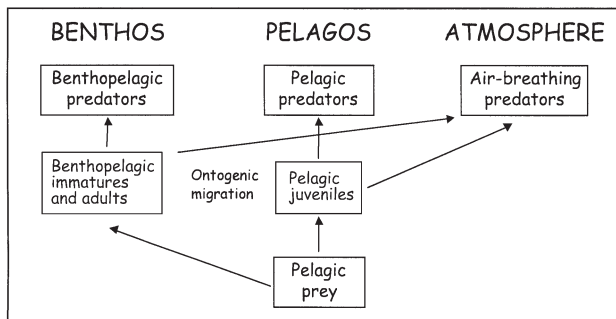 BENTHOS PELAGOS ATMOSPHERE
Benthopelagic
predators
Pelagic
predators
Air-breathing
predators
Benthopelagic
immatures
and adults
Ontogenic
migration
Pelagic
juveniles
Pelagic
prey